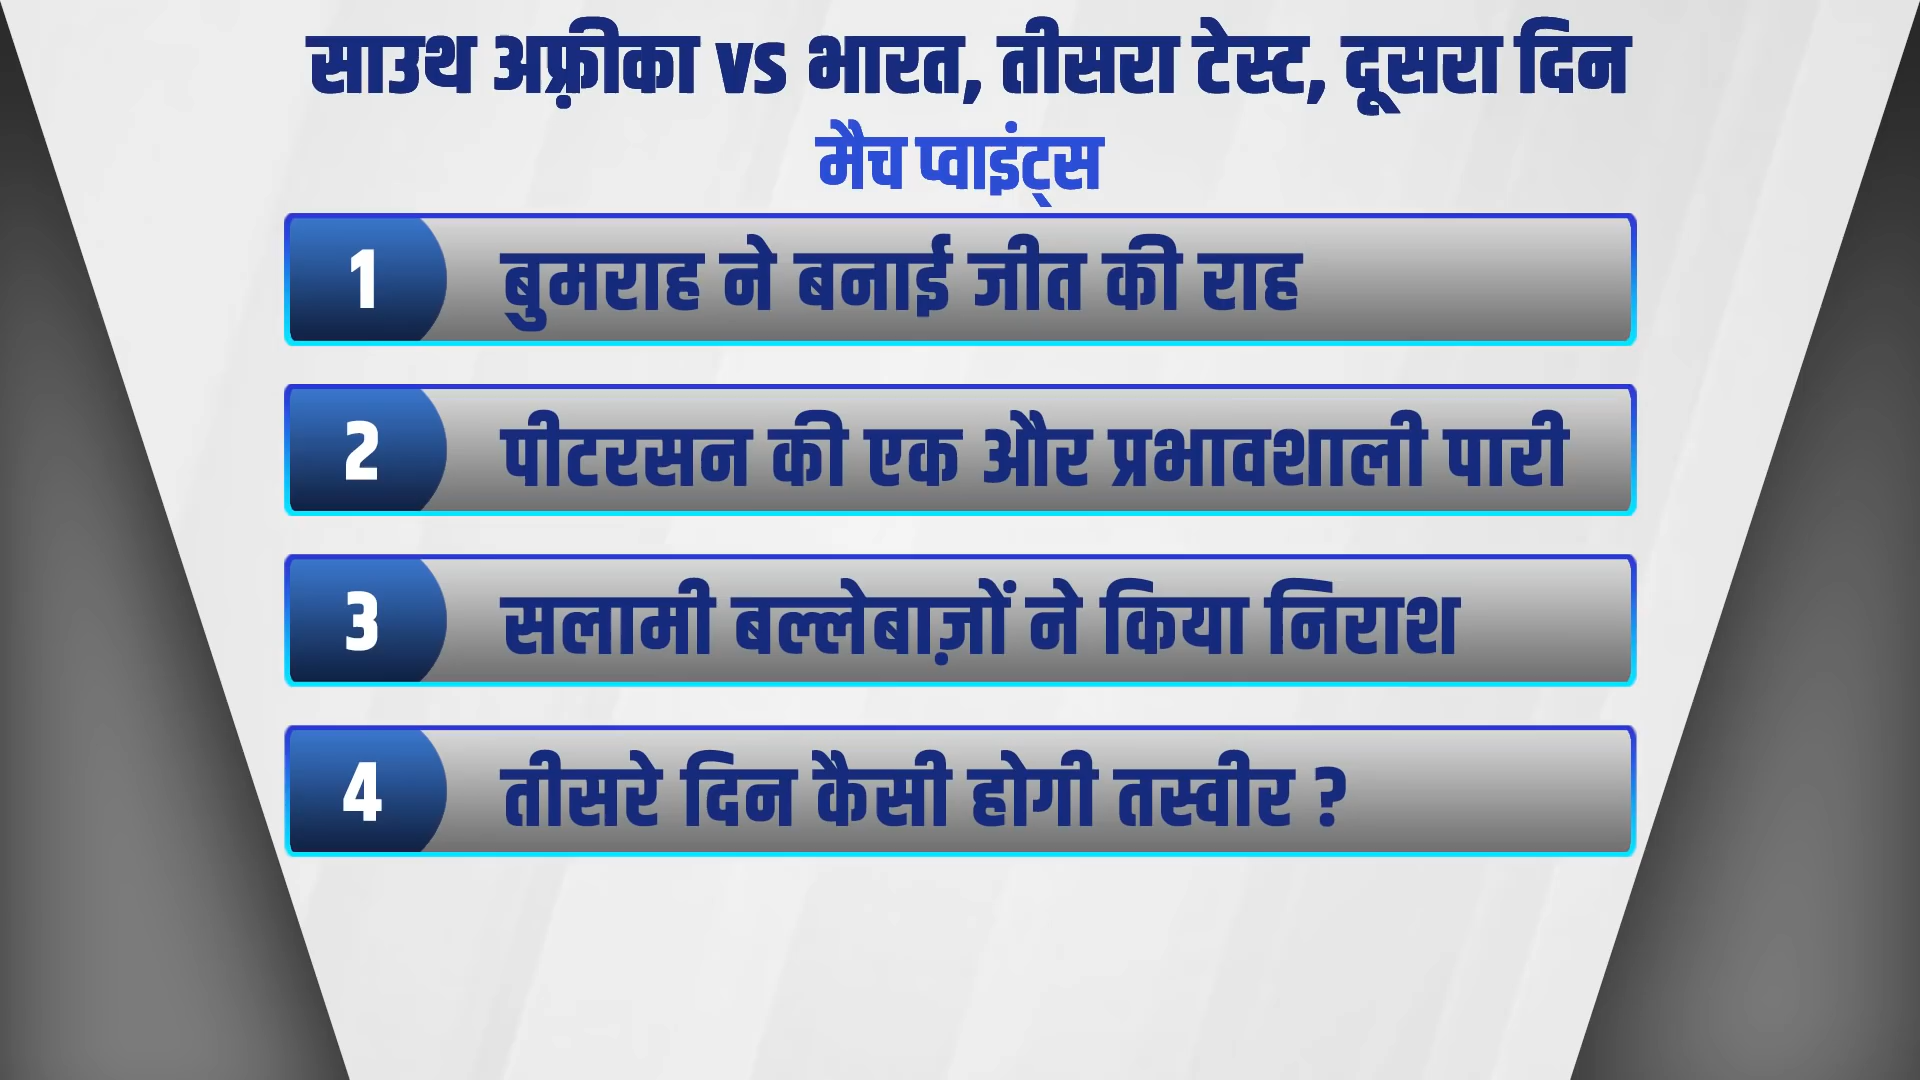 साउथ अफ़्रीका vs भारत, तीसरा टेस्ट, दूसरा दिन
मैच प्वाइंट्स
1 बुमराह ने बनाई जीत की राह
2 पीटरसन की एक और प्रभावशाली पारी
3 सलामी बल्लेबाज़ों ने किया निराश
4 तीसरे दिन कैसी होगी तस्वीर ?